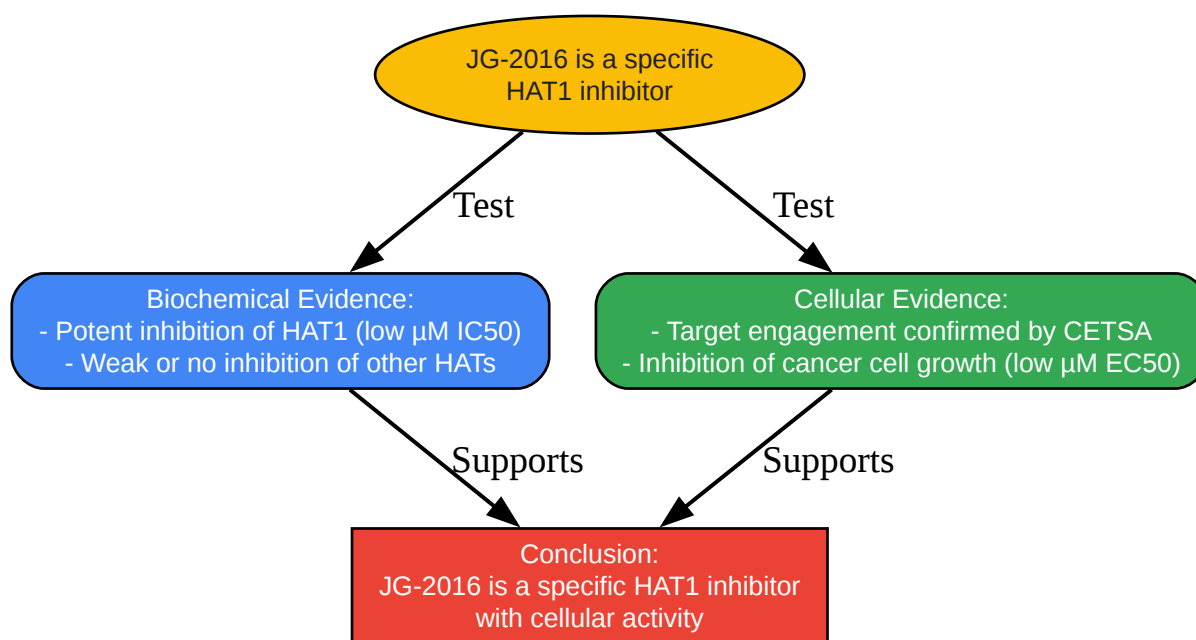 JG-2016 is a specific
HAT1 inhibitor
Test
Test
Biochemical Evidence:
- Potent inhibition of HAT1 (low µM IC50)
- Weak or no inhibition of other HATs
Cellular Evidence:
- Target engagement confirmed by CETSA
- Inhibition of cancer cell growth (low µM EC50)
Supports
Supports
Conclusion:
JG-2016 is a specific HAT1 inhibitor
with cellular activity